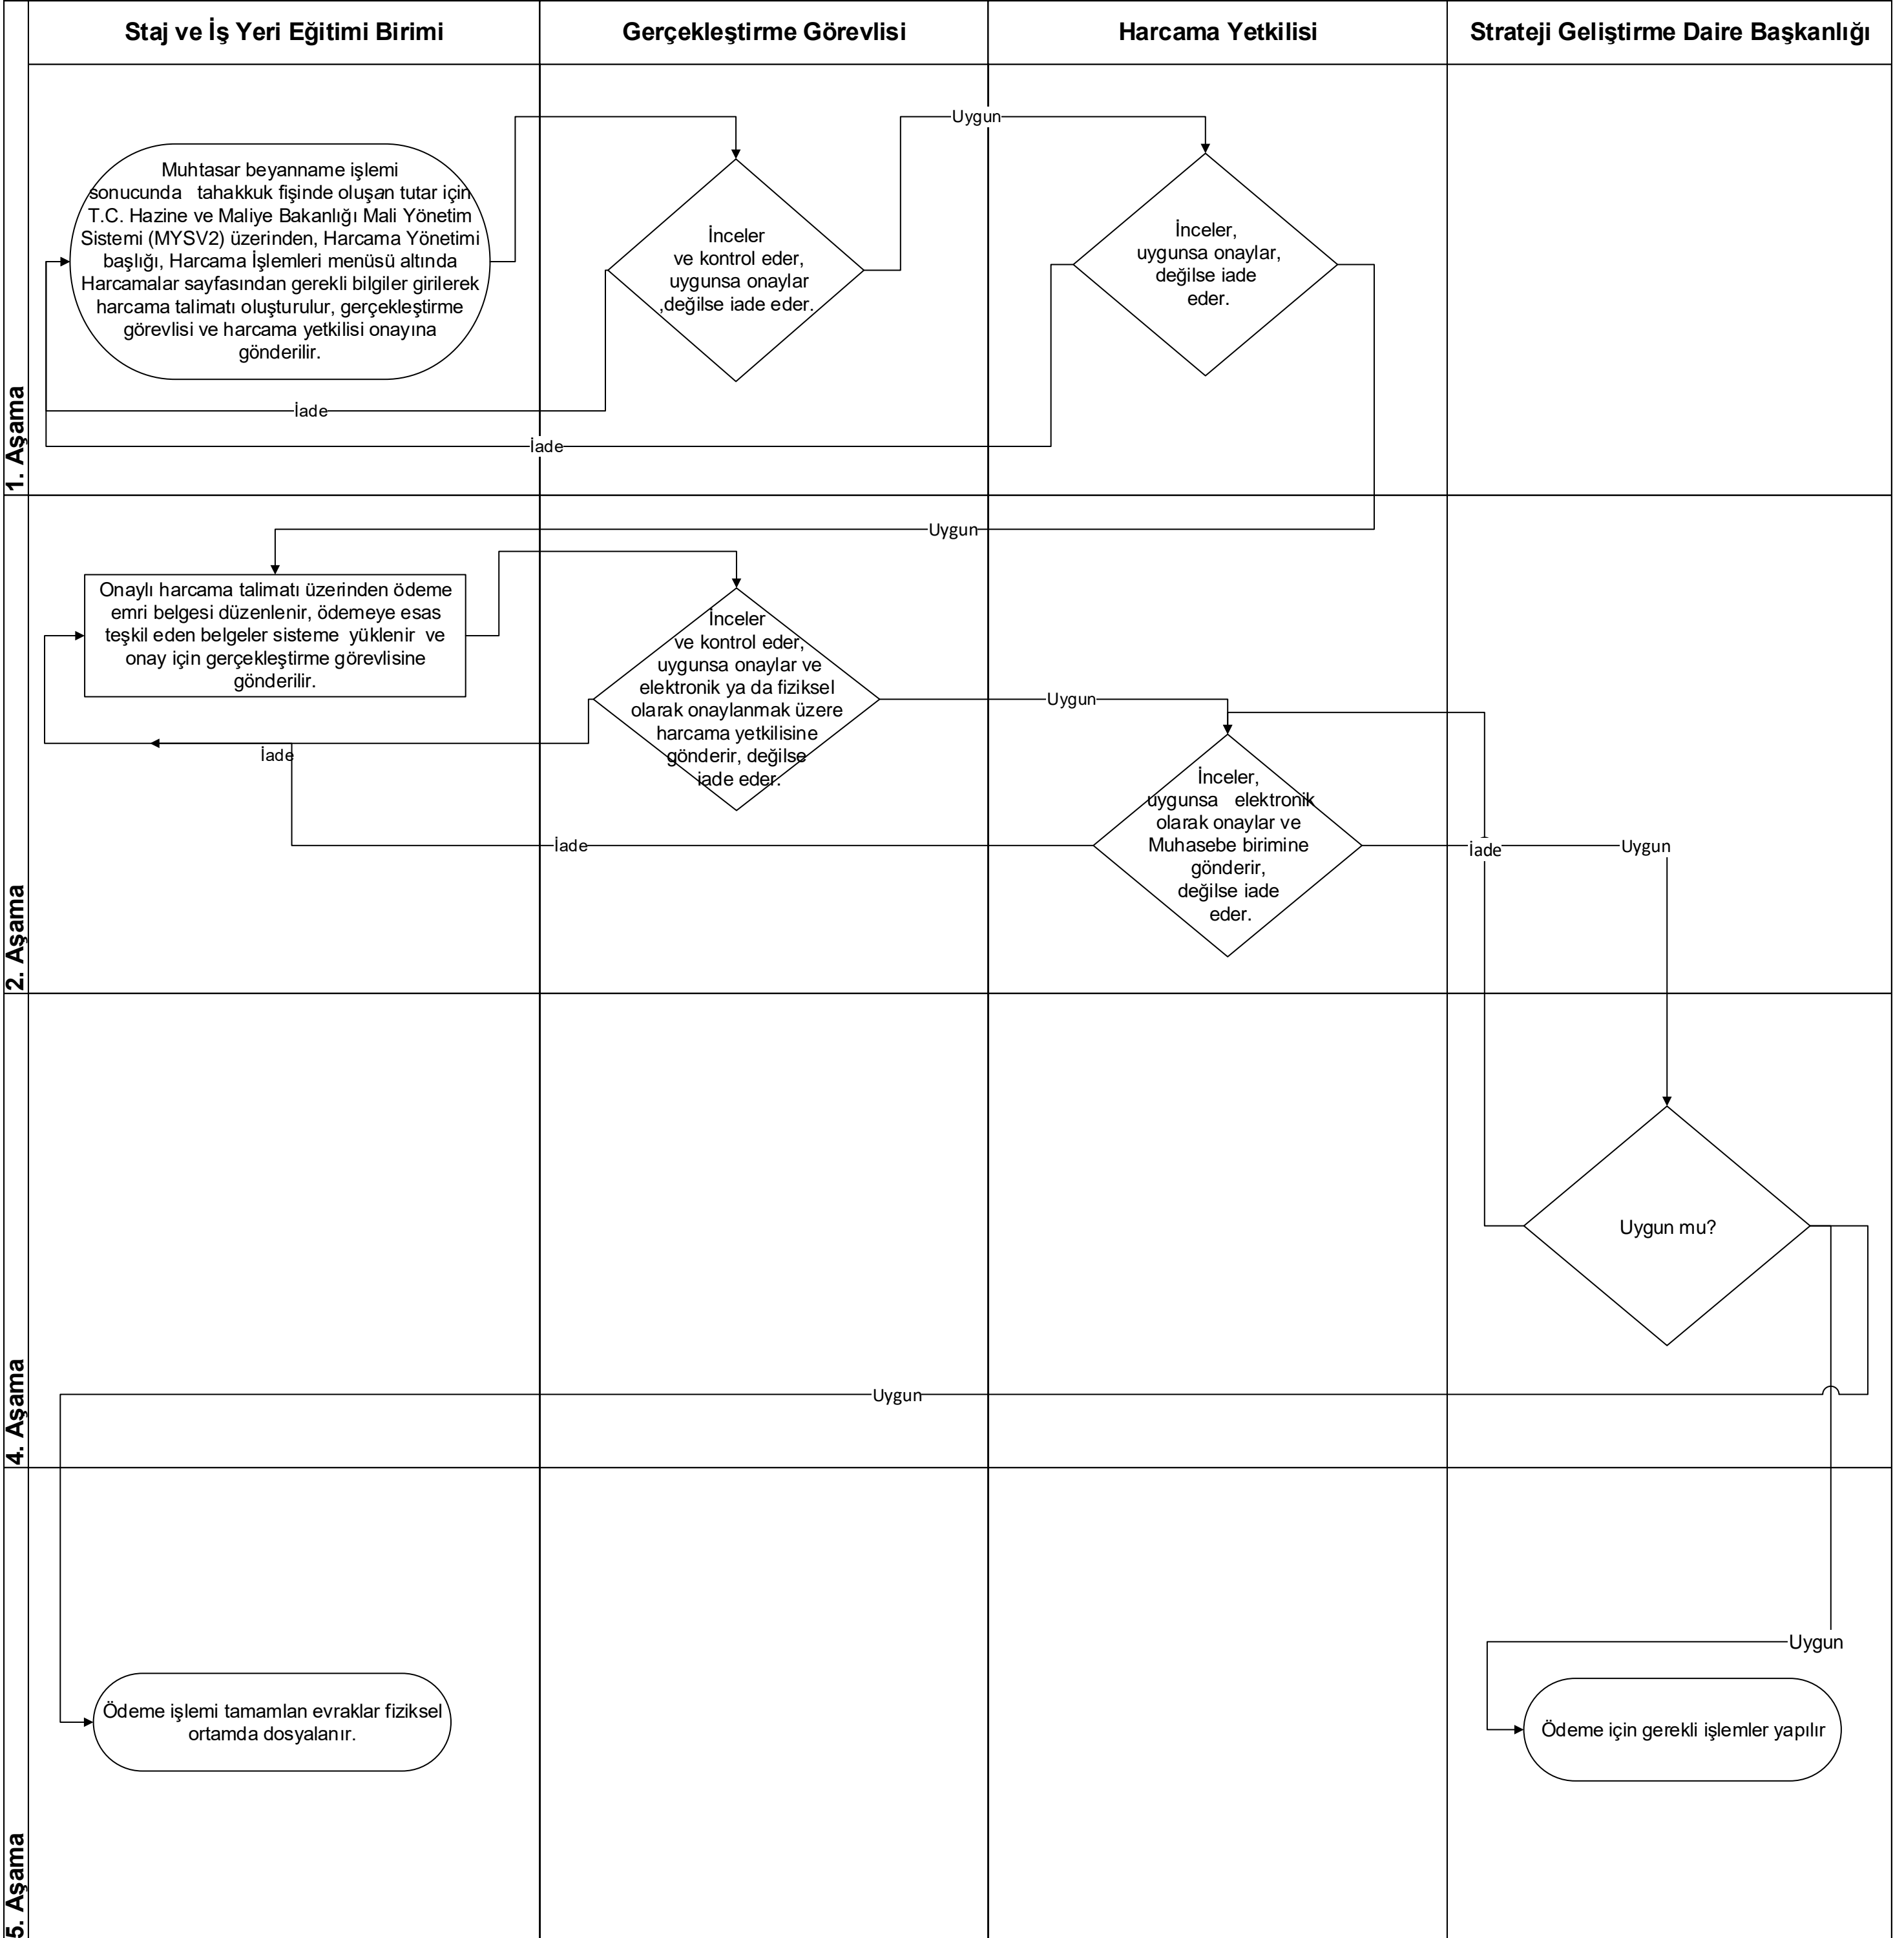 Staj ve İş Yeri Eğitimi Birimi
Gerçekleştirme Görevlisi
Harcama Yetkilisi
Strateji Geliştirme Daire Başkanlığı
1. Aşama
Muhtasar beyanname işlemi
sonucunda tahakkuk fişinde oluşan tutar için
T.C. Hazine ve Maliye Bakanlığı Mali Yönetim
Sistemi (MYSV2) üzerinden, Harcama Yönetimi
başlığı, Harcama İşlemleri menüsü altında
Harcamalar sayfasından gerekli bilgiler girilerek
harcama talimatı oluşturulur, gerçekleştirme
görevlisi ve harcama yetkilisi onayına
gönderilir.
İnceler
ve kontrol eder,
uygunsa onaylar
,değilse iade eder.
Uygun
İnceler,
uygunsa onaylar,
değilse iade
eder.
İade
İade
2. Aşama
Uygun
Onaylı harcama talimatı üzerinden ödeme
emri belgesi düzenlenir, ödemeye esas
teşkil eden belgeler sisteme yüklenir ve
onay için gerçekleştirme görevlisine
gönderilir.
İnceler
ve kontrol eder,
uygunsa onaylar ve
elektronik ya da fiziksel
olarak onaylanmak üzere
harcama yetkilisine
gönderir, değilse
iade eder.
Uygun
İade
İade
İnceler,
uygunsa elektronik
olarak onaylar ve
Muhasebe birimine
gönderir,
değilse iade
eder.
İade
Uygun
4. Aşama
Uygun mu?
Uygun
5. Aşama
Uygun
Ödeme işlemi tamamlan evraklar fiziksel
ortamda dosyalanır.
Ödeme için gerekli işlemler yapılır